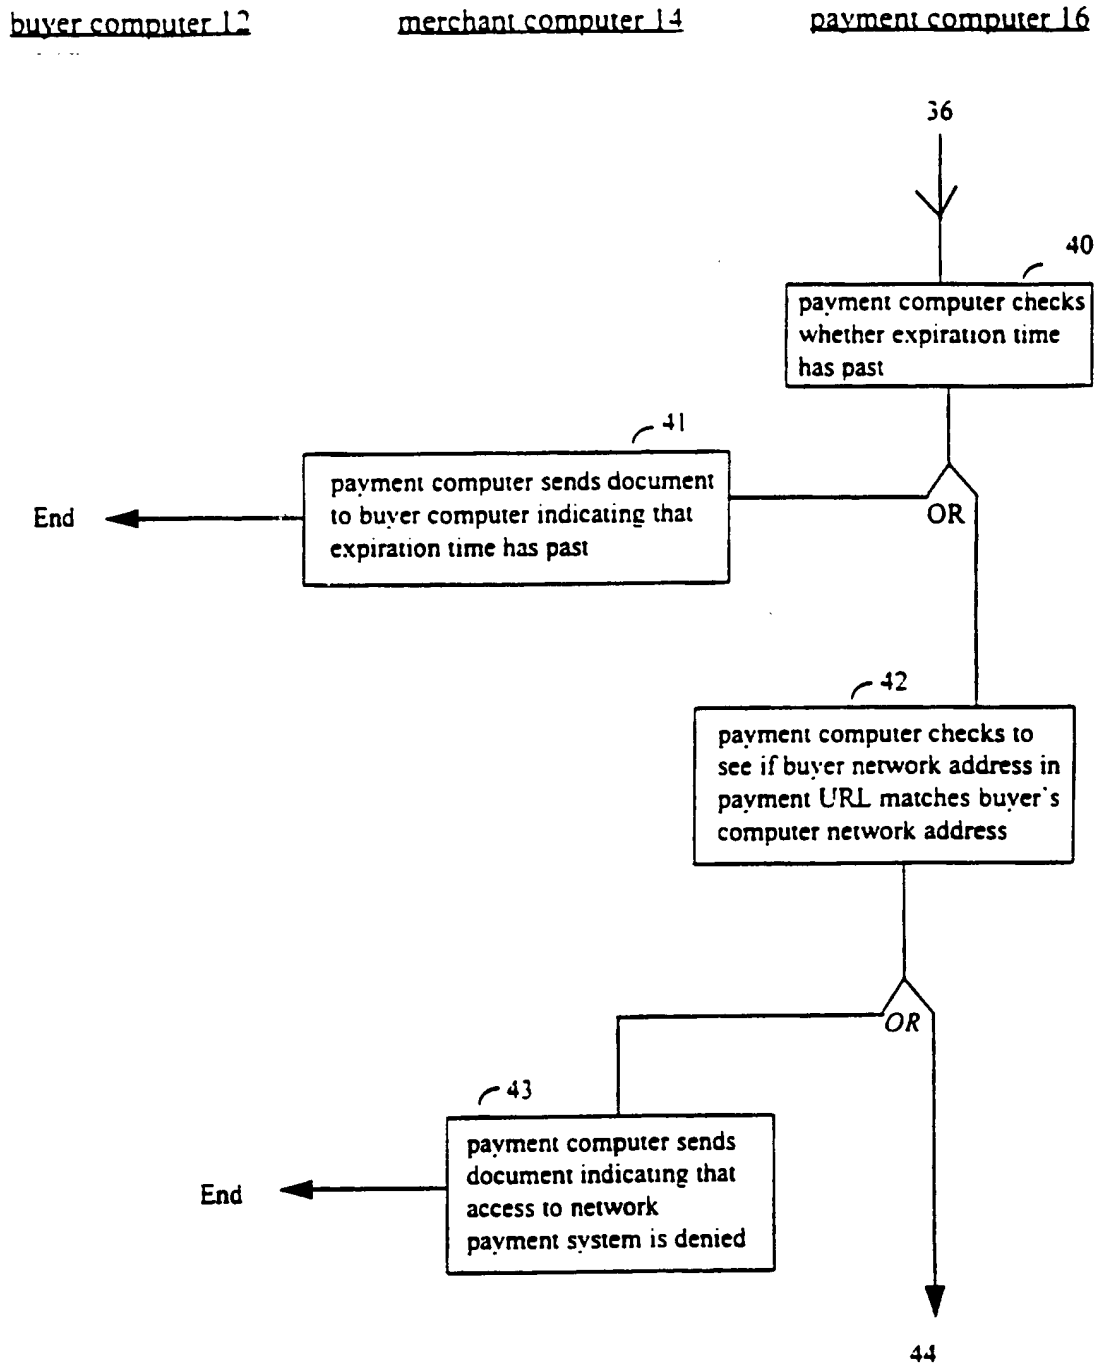 buyer computer 12
merchant computer 14
payment computer 16
36
40
payment computer checks
whether expiration time
has past
41
payment computer sends document
to buyer computer indicating that
expiration time has past
End
OR
42
payment computer checks to
see if buyer network address in
payment URL matches buyer's
computer network address
OR
43
payment computer sends
document indicating that
access to network
payment system is denied
End
44